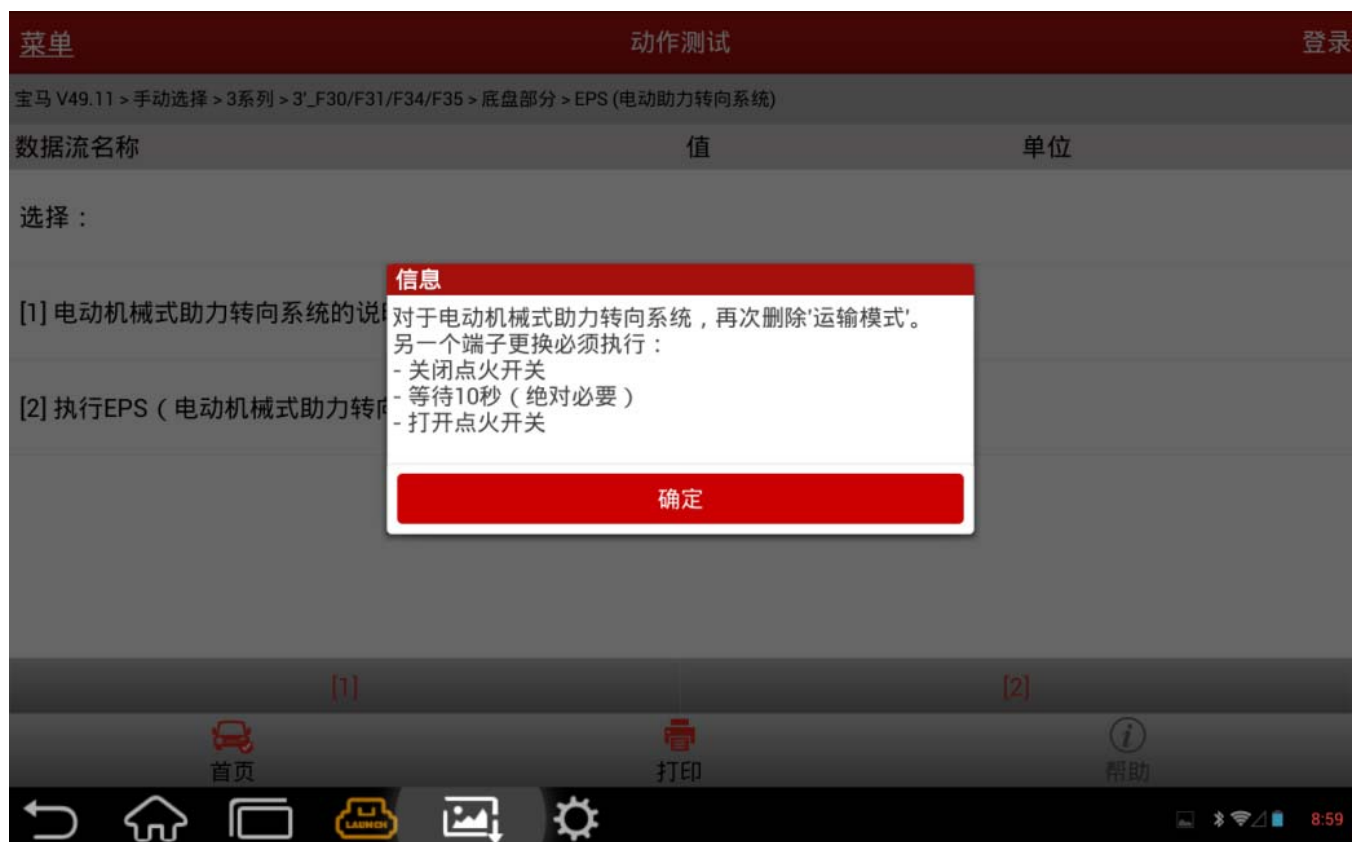 菜单
动作测试
登录
宝马 V49.11 > 手动选择 > 3系列 > 3'_F30/F31/F34/F35 > 底盘部分 > EPS (电动助力转向系统)
数据流名称 值 单位
选择：
[1] 电动机械式助力转向系统的说
[2] 执行EPS（电动机械式助力转
信息
对于电动机械式助力转向系统，再次删除'运输模式'。
另一个端子更换必须执行：
- 关闭点火开关
- 等待10秒（绝对必要）
- 打开点火开关
确定
[1] [2]
首页 打印 帮助
LAUNCH
8:59